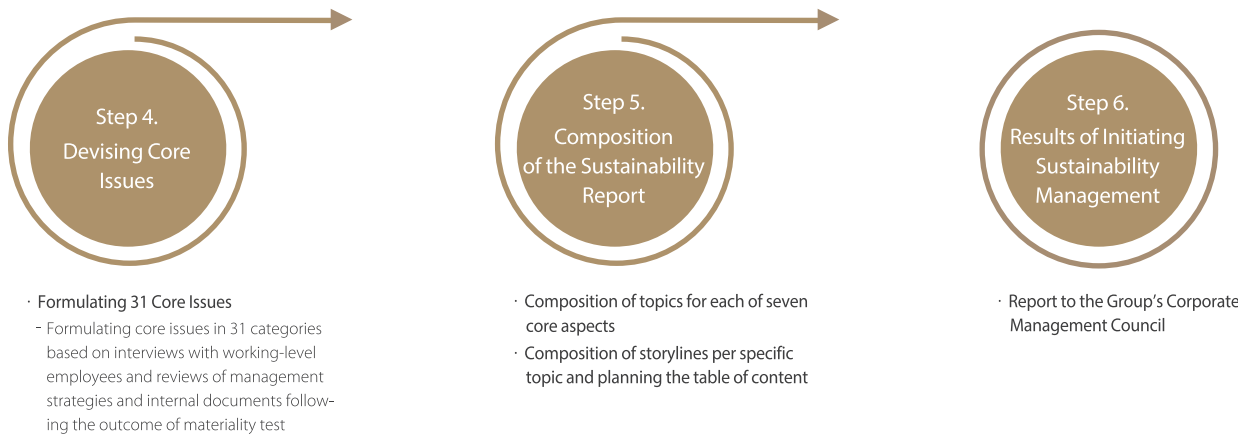 Step 4.
Devising Core
Issues
· Formulating 31 Core Issues
- Formulating core issues in 31 categories
based on interviews with working-level
employees and reviews of management
strategies and internal documents follow-
ing the outcome of materiality test
Step 5.
Composition
of the Sustainability
Report
· Composition of topics for each of seven
core aspects
· Composition of storylines per specific
topic and planning the table of content
Step 6.
Results of Initiating
Sustainability
Management
· Report to the Group's Corporate
Management Council